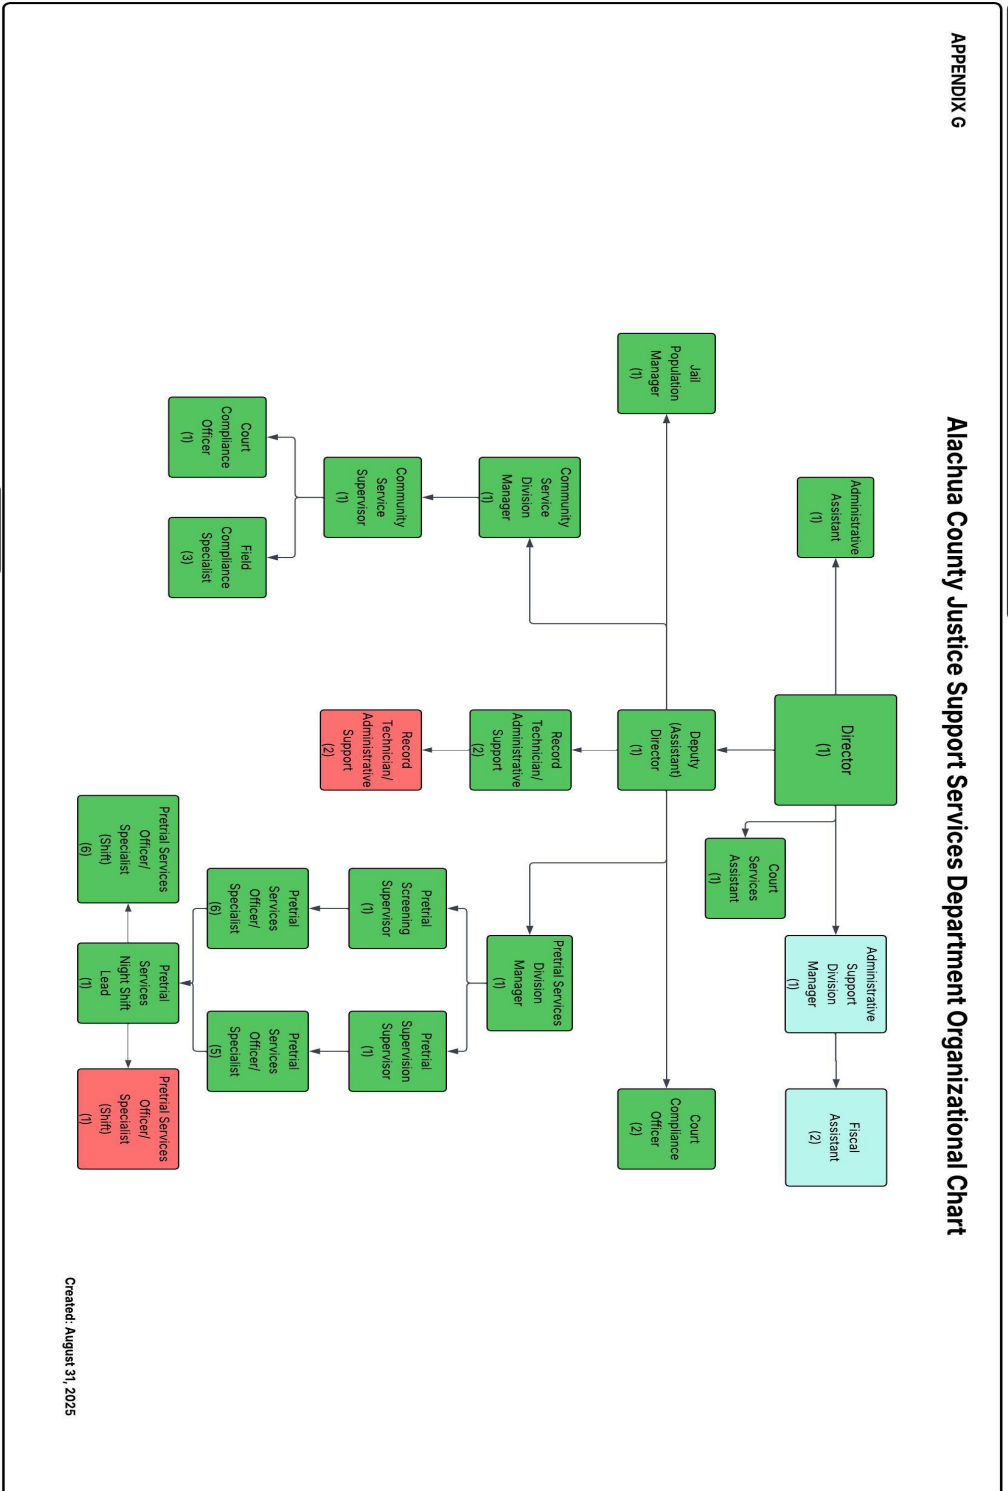 APPENDIX G
Alachua County Justice Support Services Department Organizational Chart
Administrative
Assistant
(1)
Director
(1)
Administrative
Support
Division
Manager
(1)
Fiscal
Assistant
(2)
Court
Services
Assistant
(1)
Jail
Population
Manager
(1)
Deputy
(Assistant)
Director
(1)
Court
Compliance
Officer
(2)
Community
Service
Division
Manager
(1)
Record
Technician/
Administrative
Support
(2)
Pretrial Services
Division
Manager
(1)
Community
Service
Supervisor
(1)
Record
Technician/
Administrative
Support
(2)
Pretrial
Screening
Supervisor
(1)
Pretrial
Supervision
Supervisor
(1)
Court
Compliance
Officer
(1)
Field
Compliance
Specialist
(3)
Pretrial
Services
Officer/
Specialist
(6)
Pretrial
Services
Officer/
Specialist
(5)
Pretrial Services
Officer/
Specialist
(Shift)
(6)
Pretrial
Services
Night Shift
Lead
(1)
Pretrial Services
Officer/
Specialist
(Shift)
(1)
Created: August 31, 2025